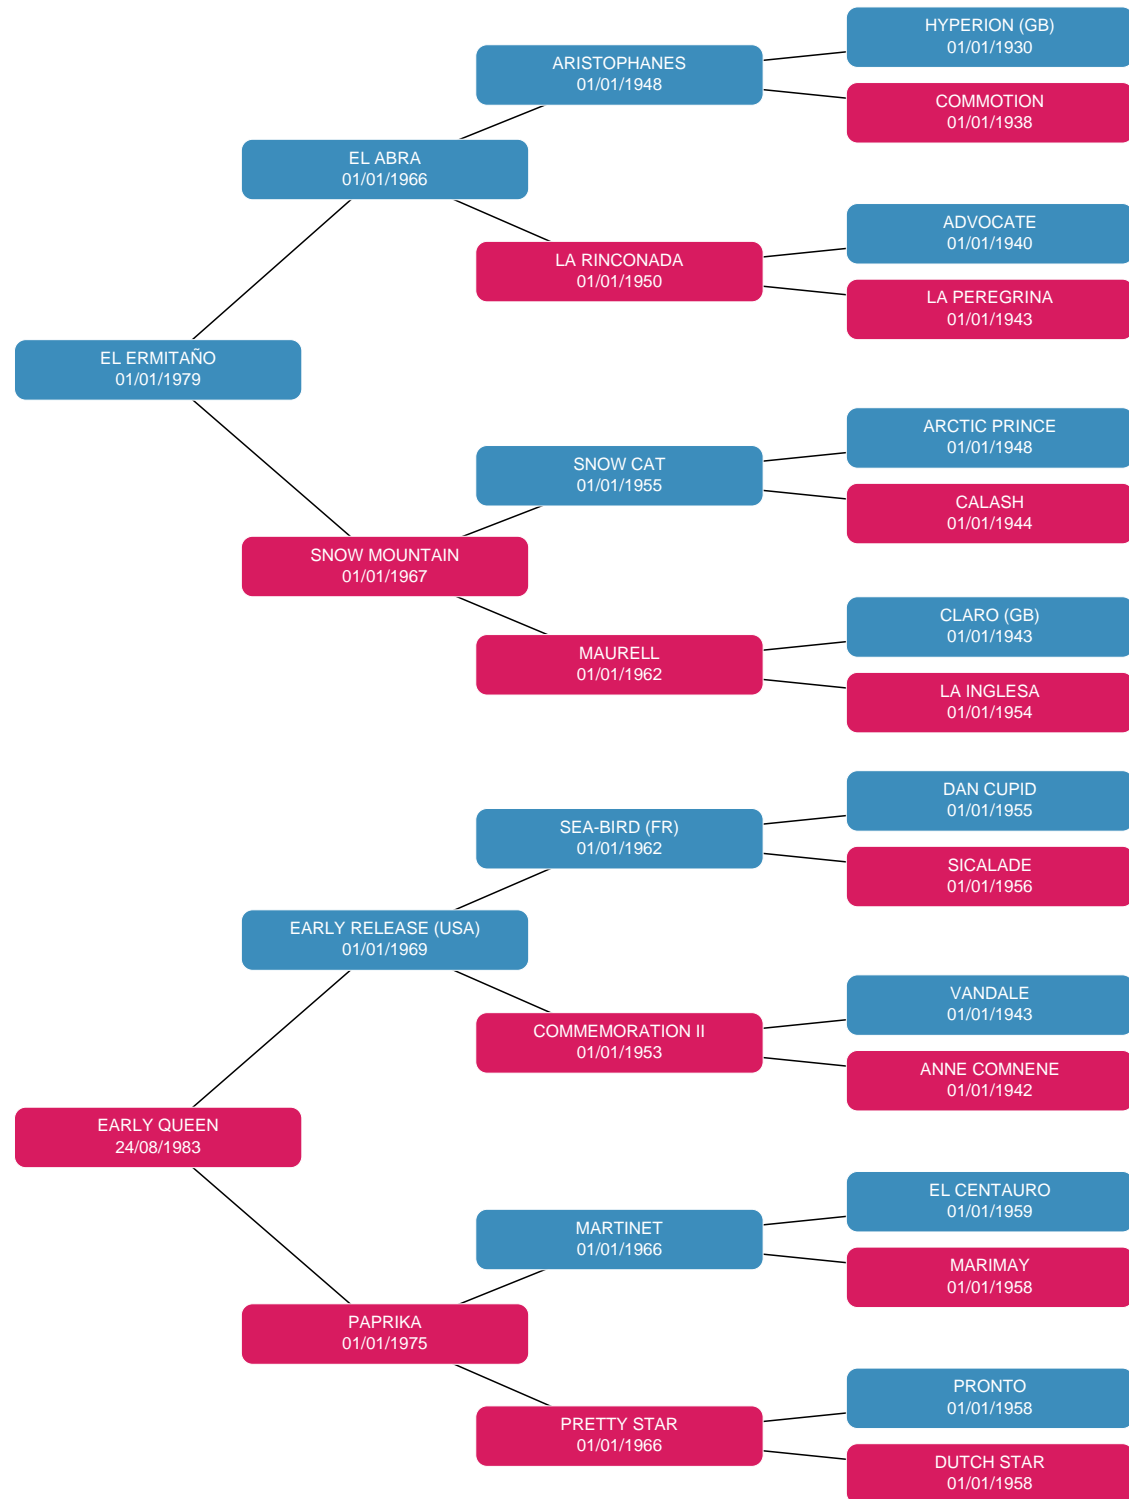 HYPERION (GB)
01/01/1930
ARISTOPHANES
01/01/1948
COMMOTION
01/01/1938
EL ABRA
01/01/1966
ADVOCATE
01/01/1940
LA RINCONADA
01/01/1950
LA PEREGRINA
01/01/1943
EL ERMITAÑO
01/01/1979
ARCTIC PRINCE
01/01/1948
SNOW CAT
01/01/1955
CALASH
01/01/1944
SNOW MOUNTAIN
01/01/1967
CLARO (GB)
01/01/1943
MAURELL
01/01/1962
LA INGLESA
01/01/1954
DAN CUPID
01/01/1955
SEA-BIRD (FR)
01/01/1962
SICALADE
01/01/1956
EARLY RELEASE (USA)
01/01/1969
VANDALE
01/01/1943
COMMEMORATION II
01/01/1953
ANNE COMNENE
01/01/1942
EARLY QUEEN
24/08/1983
EL CENTAURO
01/01/1959
MARTINET
01/01/1966
MARIMAY
01/01/1958
PAPRIKA
01/01/1975
PRONTO
01/01/1958
PRETTY STAR
01/01/1966
DUTCH STAR
01/01/1958